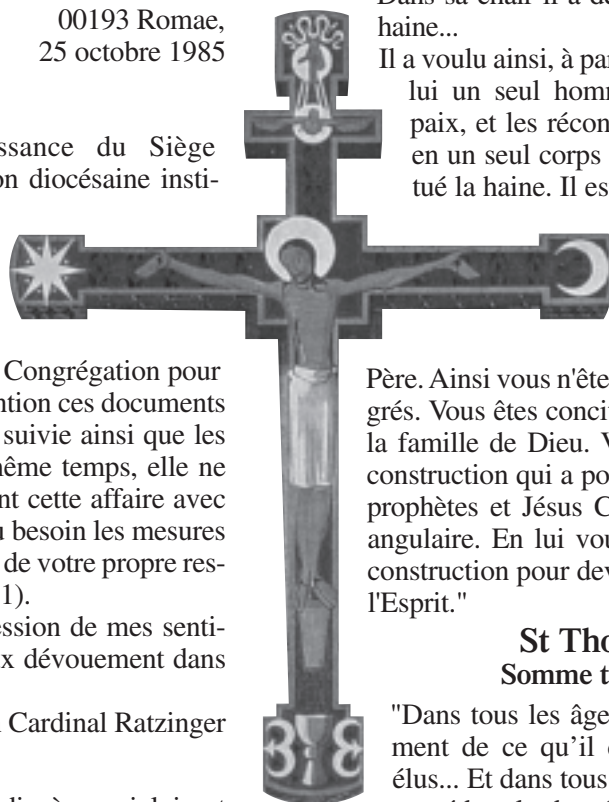 00193 Romae,
25 octobre 1985
ssance du Siège
on diocésaine insti-
Congrégation pour
ntion ces documents
suivie ainsi que les
ême temps, elle ne
nt cette affaire avec
u besoin les mesures
de votre propre res-
1).
ession de mes senti-
x dévouement dans
Cardinal Ratzinger
haine...
Il a voulu ainsi, à par
lui un seul homm
paix, et les récon
en un seul corps
tué la haine. Il es
Père. Ainsi vous n'ête
grés. Vous êtes conci
la famille de Dieu. V
construction qui a po
prophètes et Jésus C
angulaire. En lui vou
construction pour dev
l'Esprit."
St Tho
Somme t
"Dans tous les âge
ment de ce qu'il
élus... Et dans tous